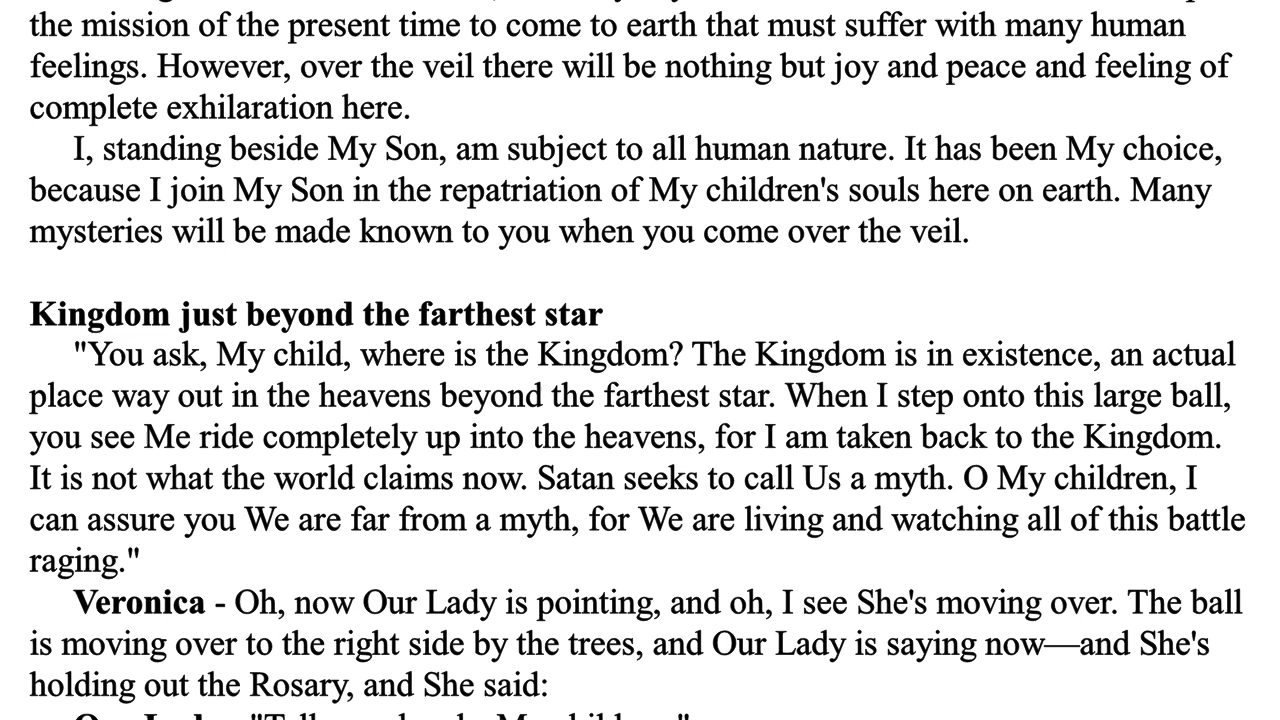 the mission of the present time to come to earth that must suffer with many human
feelings. However, over the veil there will be nothing but joy and peace and feeling of
complete exhilaration here.
I, standing beside My Son, am subject to all human nature. It has been My choice,
because I join My Son in the repatriation of My children's souls here on earth. Many
mysteries will be made known to you when you come over the veil.
Kingdom just beyond the farthest star
"You ask, My child, where is the Kingdom? The Kingdom is in existence, an actual
place way out in the heavens beyond the farthest star. When I step onto this large ball,
you see Me ride completely up into the heavens, for I am taken back to the Kingdom.
It is not what the world claims now. Satan seeks to call Us a myth. O My children, I
can assure you We are far from a myth, for We are living and watching all of this battle
raging."
Veronica - Oh, now Our Lady is pointing, and oh, I see She's moving over. The ball
is moving over to the right side by the trees, and Our Lady is saying now—and She's
holding out the Rosary, and She said: